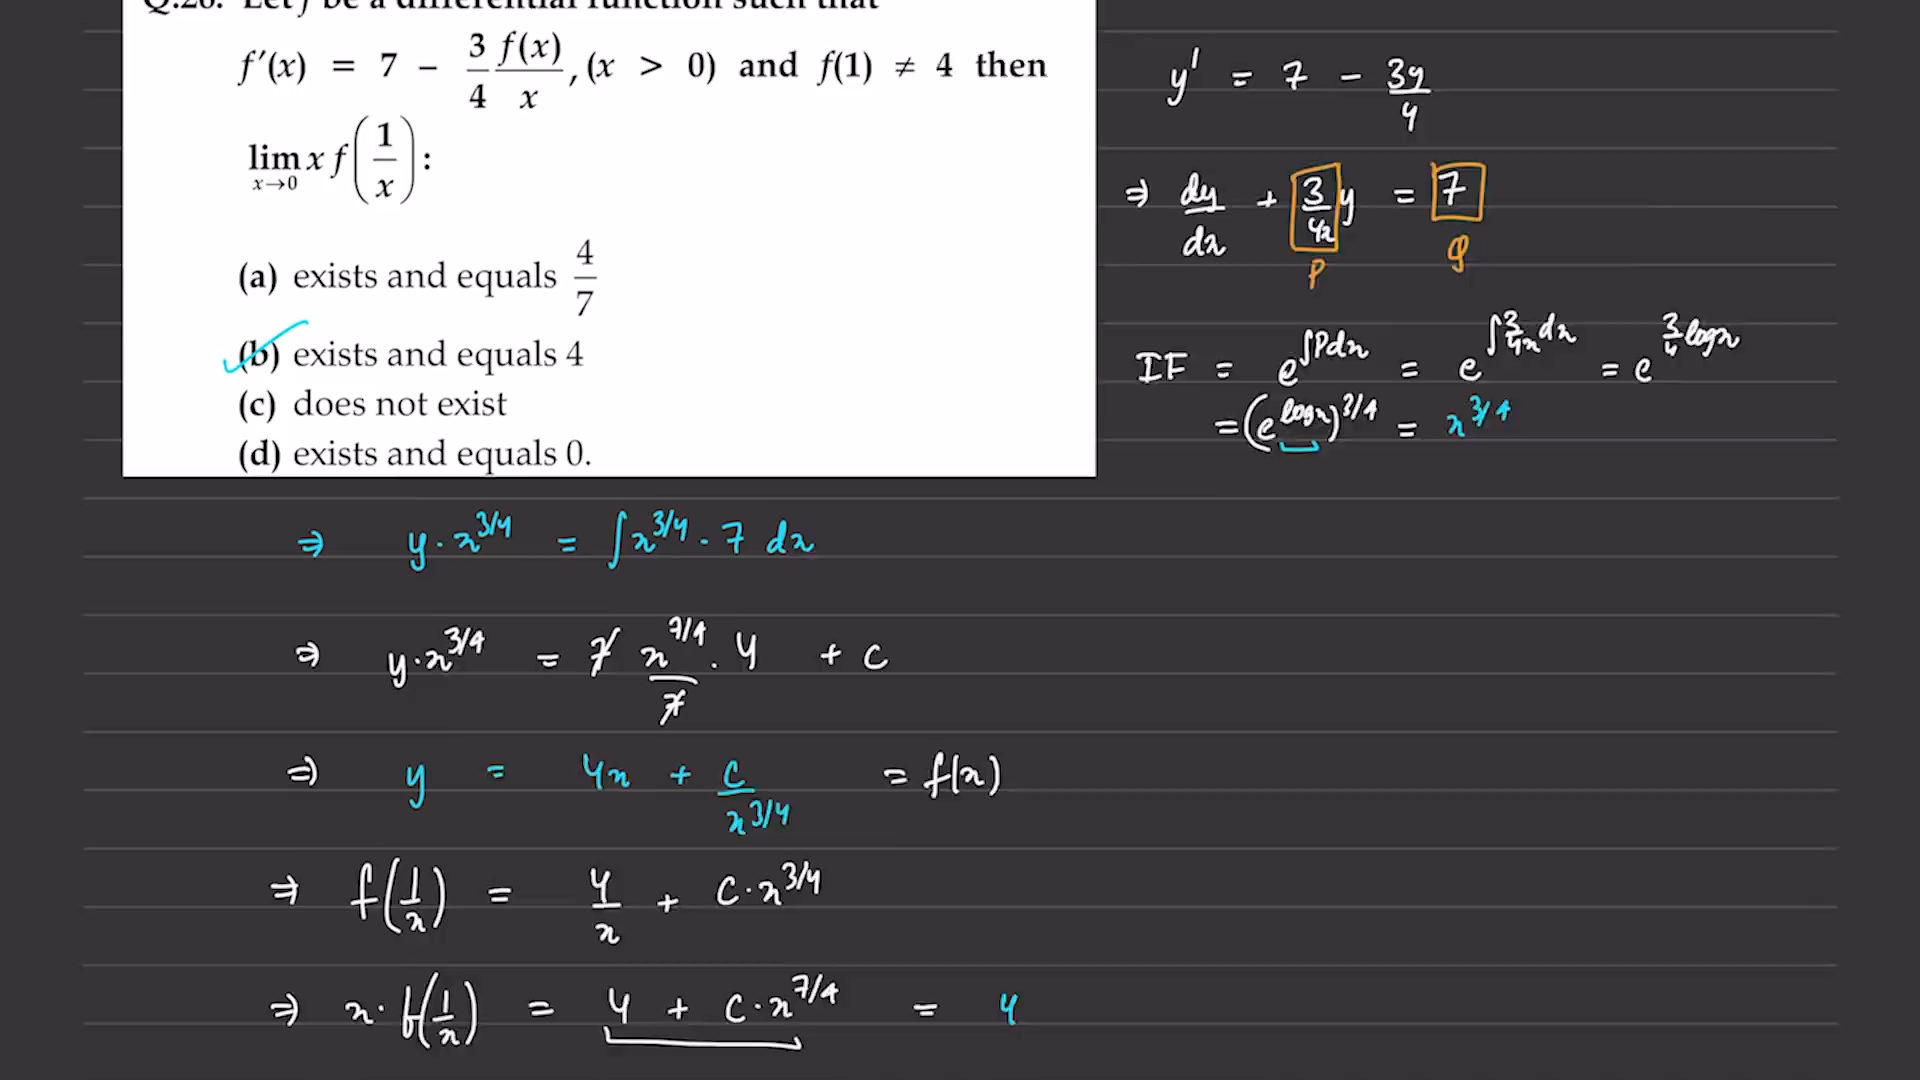 Q.26. Let f be a differential function such that
f'(x) = 7 - 3/4 f(x)/x, (x > 0) and f(1) ≠ 4 then
lim x→0 x f(1/x):
(a) exists and equals 4/7
(b) exists and equals 4
(c) does not exist
(d) exists and equals 0.
y' = 7 - 3y/4
⇒ dy/dx + 3/4x y = 7
P Q
IF = e^∫Pdx = e^∫3/4x dx = e^3/4 logx
= (e^logx)^3/4 = x^3/4
⇒ y · x^3/4 = ∫x^3/4 · 7 dx
⇒ y · x^3/4 = 7 x^7/4/7 · 4 + c
⇒ y = 4x + c/x^3/4 = f(x)
⇒ f(1/x) = 4/x + c · x^3/4
⇒ x · f(1/x) = 4 + c · x^7/4 = 4